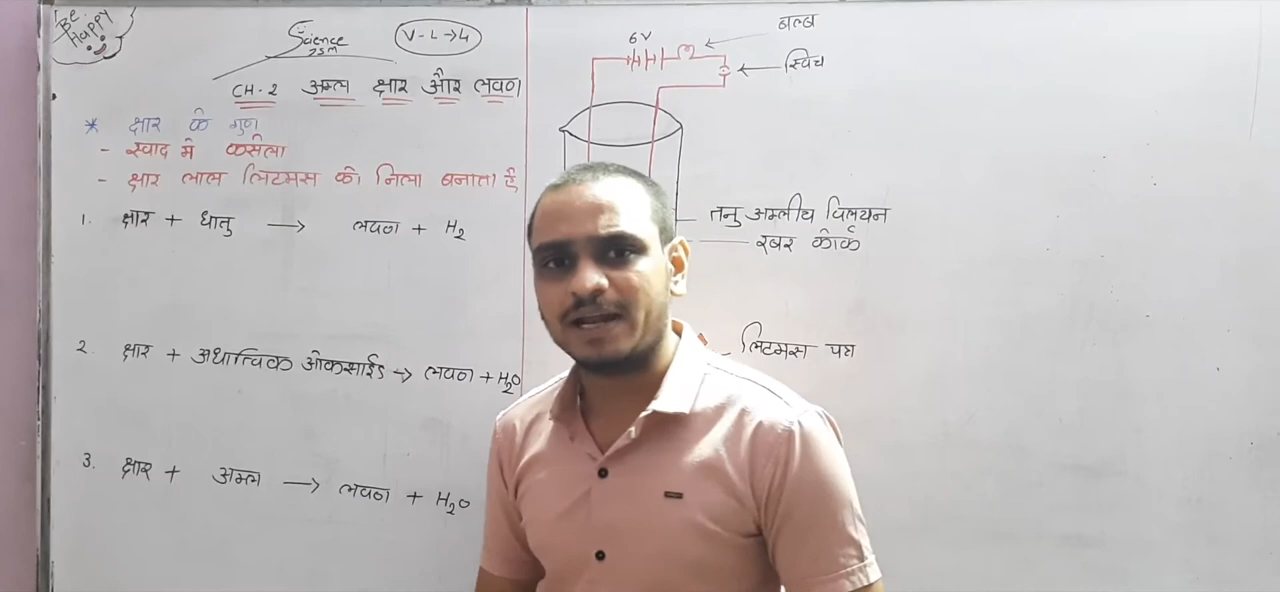 Be Happy
Science
V-L→4
CH-2 अम्ल क्षार और लवण
* क्षार के गुण
- स्वाद में कसेला
- क्षार लाल लिटमस को निला बनाता है
1. क्षार + धातु → लवण + H2
2. क्षार + अधात्विक ओकसाईड → लवण + H2O
3. क्षार + अम्ल → लवण + H2O
6V
बल्ब
स्विच
तनु अम्लीय विलयन
रबर कॉर्क
लिटमस पत्र